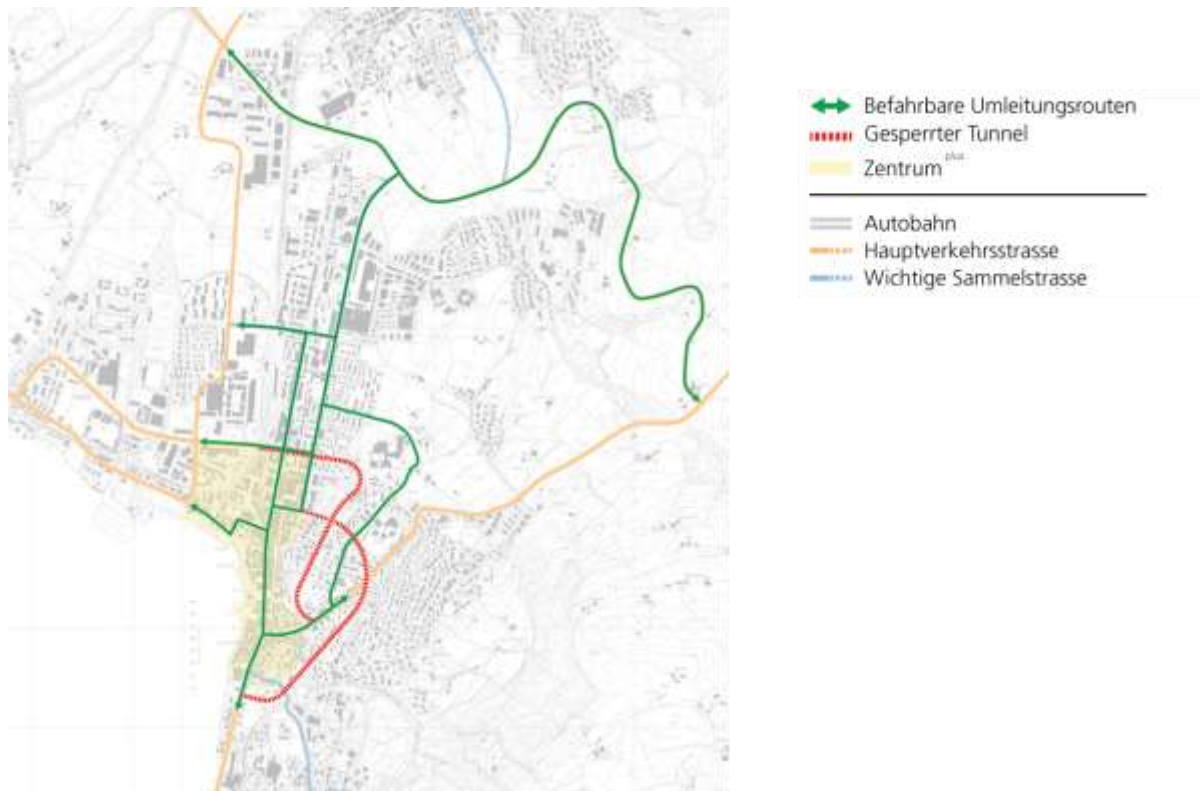 Befahrbare Umleitungsrouten
Gesperrter Tunnel
Zentrum plus
Autobahn
Hauptverkehrsstrasse
Wichtige Sammelstrasse